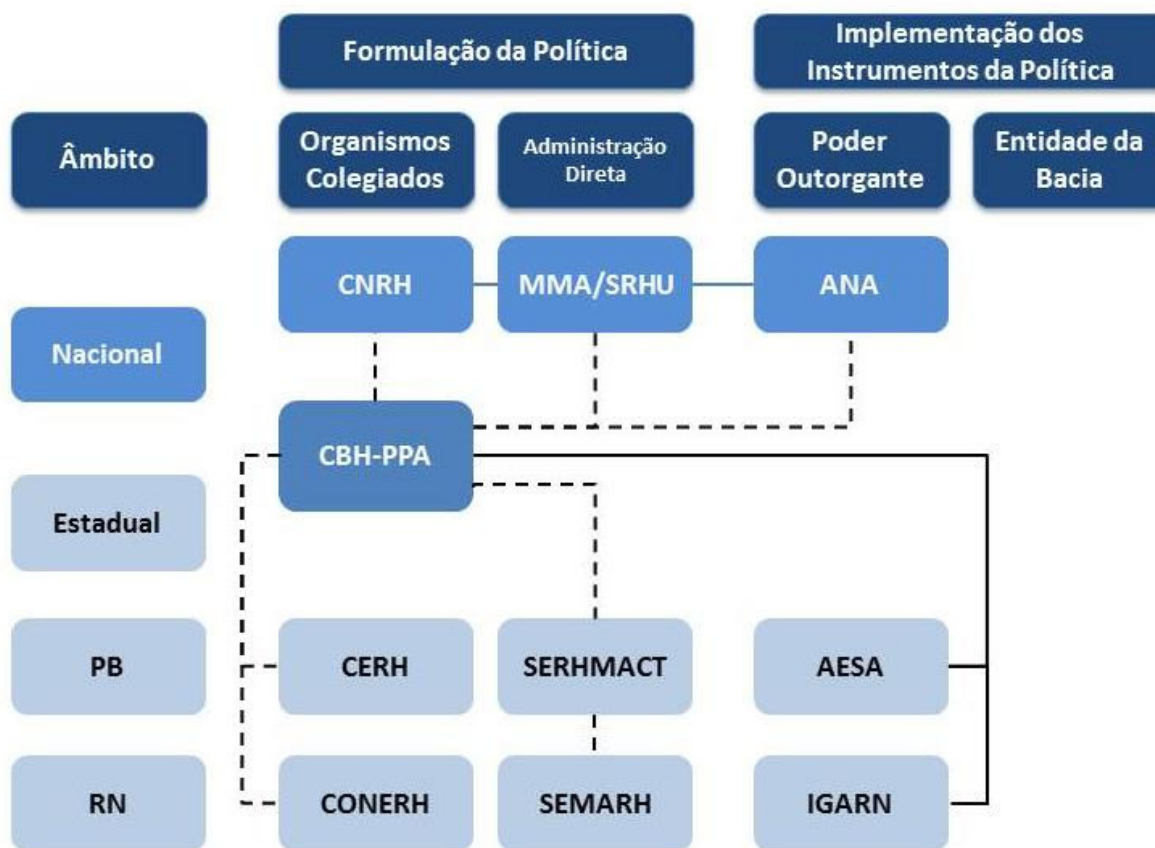 Formulação da Política
Implementação dos
Instrumentos da Política
Âmbito
Organismos
Colegiados
Administração
Direta
Poder
Outorgante
Entidade da
Bacia
Nacional
CNRH
MMA/SRHU
ANA
CBH-PPA
Estadual
PB
CERH
SERHMACT
AESA
RN
CONERH
SEMARH
IGARN